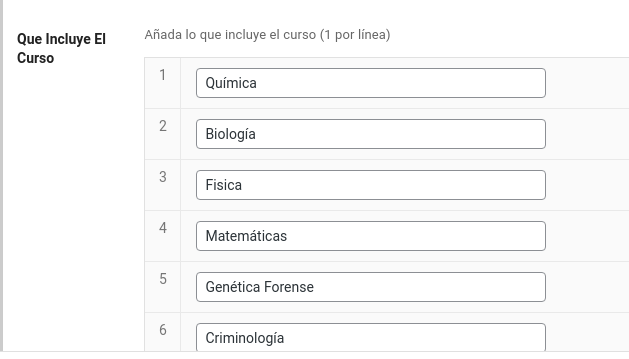 Que Incluye El
Curso
Añada lo que incluye el curso (1 por línea)
1
Química
2
Biología
3
Fisica
4
Matemáticas
5
Genética Forense
6
Criminología